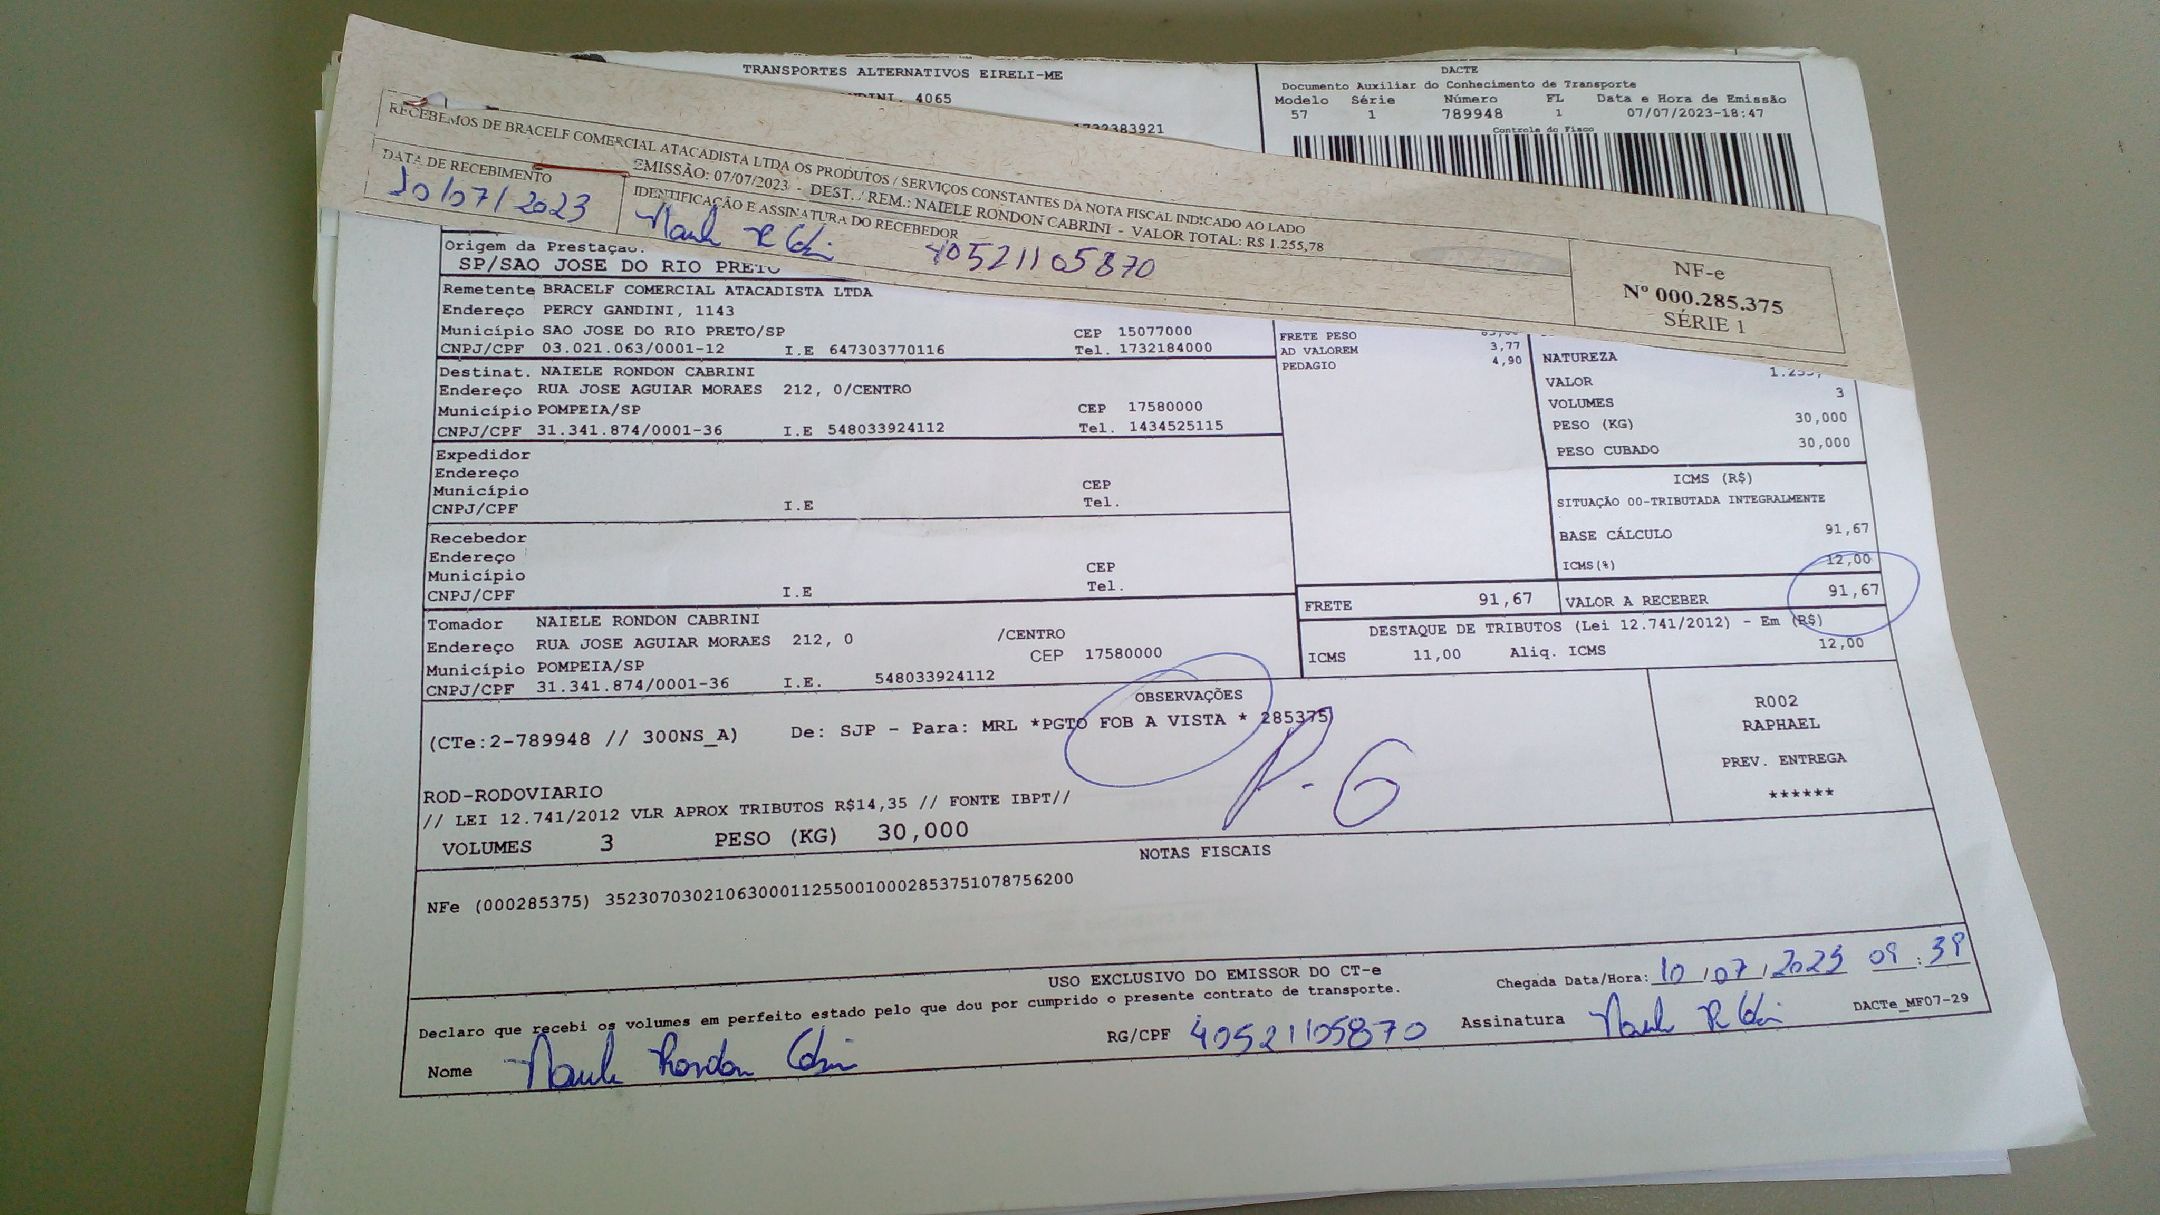 TRANSPORTES ALTERNATIVOS EIRELI-ME
4065
1732383921
DACTE
Documento Auxiliar do Conhecimento de Transporte
Modelo Série Número FL Data e Hora de Emissão
57 1 789948 1 07/07/2023-18:47
Controle do Fisco
RECEBEMOS DE BRACELF COMERCIAL ATACADISTA LTDA OS PRODUTOS / SERVIÇOS CONSTANTES DA NOTA FISCAL INDICADO AO LADO
EMISSÃO: 07/07/2023 - DEST. / REM.: NAIELE RONDON CABRINI - VALOR TOTAL: R$ 1.255,78
DATA DE RECEBIMENTO
10/07/2023
IDENTIFICAÇÃO E ASSINATURA DO RECEBEDOR
40521105870
NF-e
Nº 000.285.375
SÉRIE 1
Origem da Prestação.
SP/SAO JOSE DO RIO PRETO
Remetente BRACELF COMERCIAL ATACADISTA LTDA
Endereço PERCY GANDINI, 1143
Município SAO JOSE DO RIO PRETO/SP CEP 15077000
CNPJ/CPF 03.021.063/0001-12 I.E 647303770116 Tel. 1732184000
Destinat. NAIELE RONDON CABRINI
Endereço RUA JOSE AGUIAR MORAES 212, 0/CENTRO
Município POMPEIA/SP CEP 17580000
CNPJ/CPF 31.341.874/0001-36 I.E 548033924112 Tel. 1434525115
Expedidor
Endereço
Município CEP
CNPJ/CPF I.E Tel.
Recebedor
Endereço
Município CEP
CNPJ/CPF I.E Tel.
Tomador NAIELE RONDON CABRINI
Endereço RUA JOSE AGUIAR MORAES 212, 0 /CENTRO
Município POMPEIA/SP CEP 17580000
CNPJ/CPF 31.341.874/0001-36 I.E. 548033924112
FRETE PESO
AD VALOREM 3,77
PEDAGIO 4,90
NATUREZA
VALOR
VOLUMES 3
PESO (KG) 30,000
PESO CUBADO 30,000
ICMS (R$)
SITUAÇÃO 00-TRIBUTADA INTEGRALMENTE
BASE CÁLCULO 91,67
ICMS(%) 12,00
FRETE 91,67 VALOR A RECEBER 91,67
DESTAQUE DE TRIBUTOS (Lei 12.741/2012) - Em (R$)
ICMS 11,00 Aliq. ICMS 12,00
OBSERVAÇÕES
(CTe:2-789948 // 300NS_A) De: SJP - Para: MRL *PGTO FOB A VISTA * 285375)
P-6
ROD-RODOVIARIO
// LEI 12.741/2012 VLR APROX TRIBUTOS R$14,35 // FONTE IBPT//
VOLUMES 3 PESO (KG) 30,000
R002
RAPHAEL
PREV. ENTREGA
******
NOTAS FISCAIS
NFe (000285375) 35230703021063000112550010002853751078756200
USO EXCLUSIVO DO EMISSOR DO CT-e
Declaro que recebi os volumes em perfeito estado pelo que dou por cumprido o presente contrato de transporte.
Chegada Data/Hora: 10/07/2023 09:39
Nome
RG/CPF 40521105870
Assinatura
DACTe_MF07-29